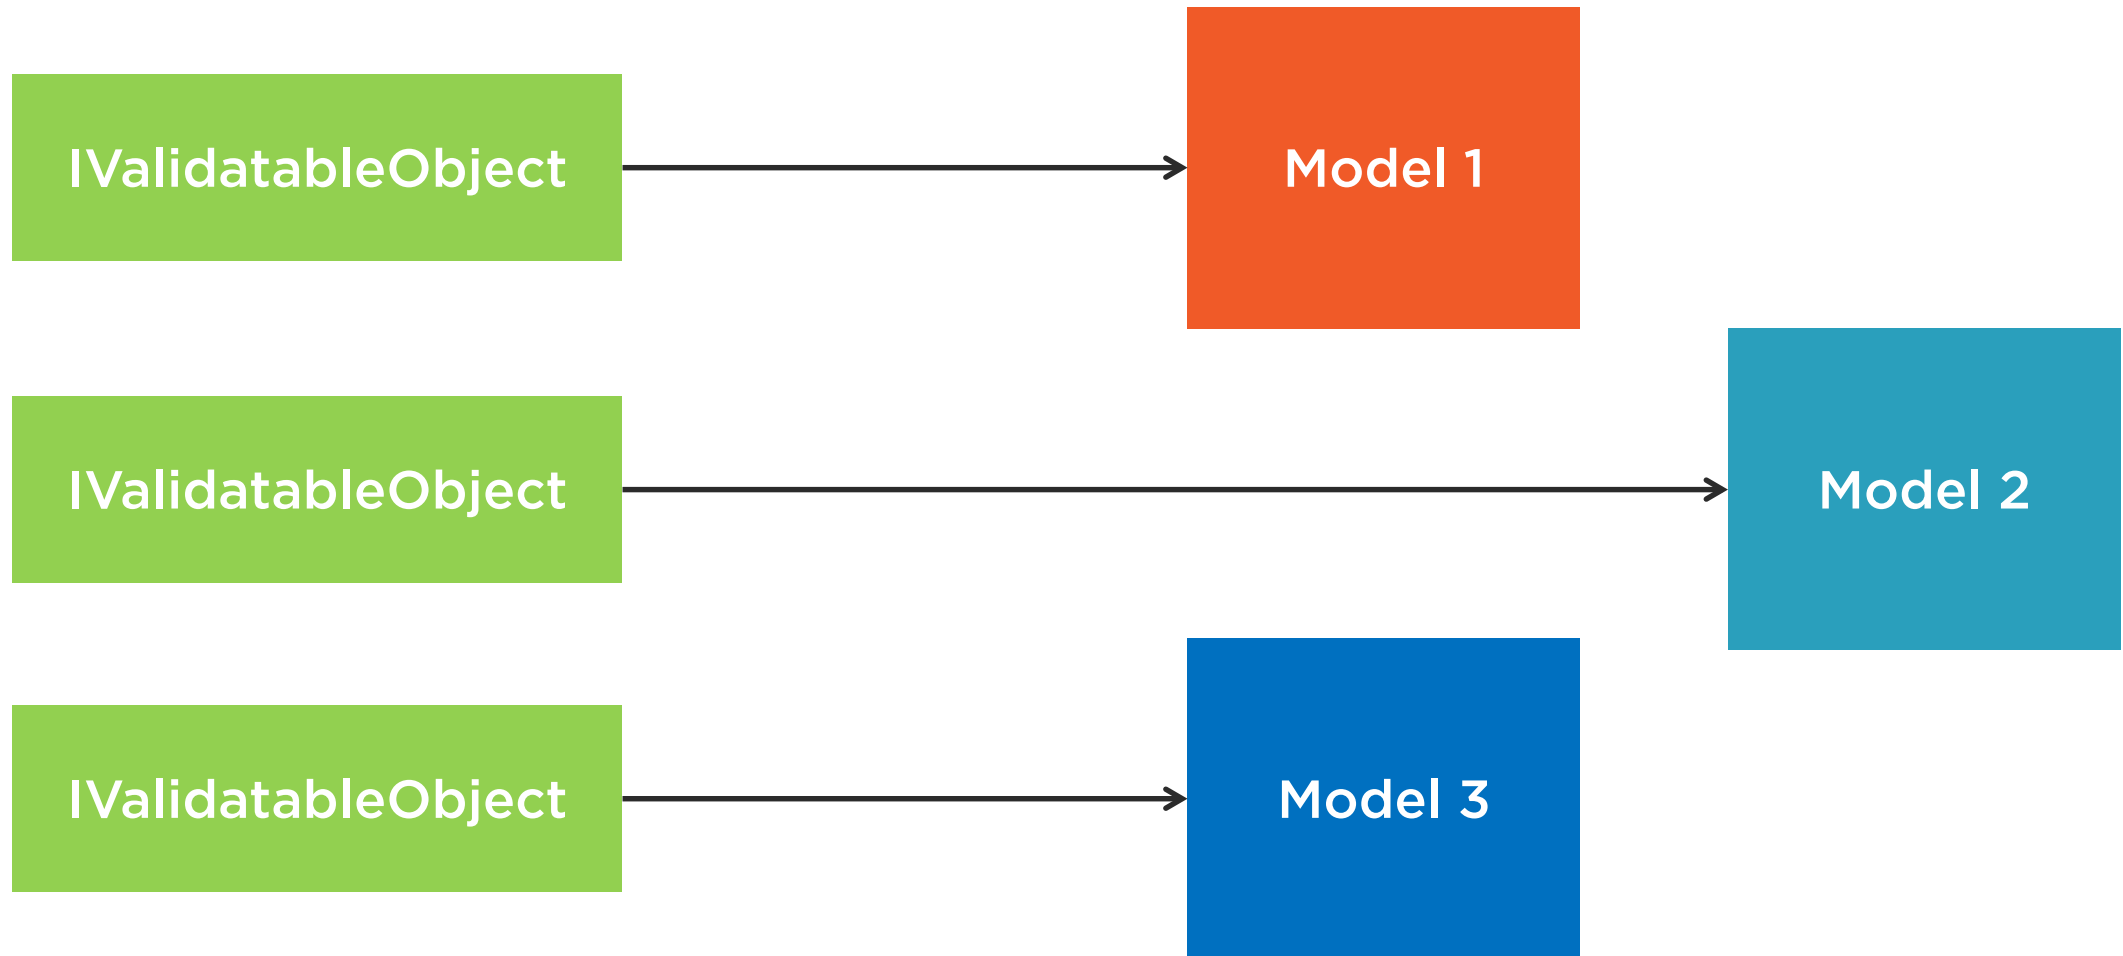 IValidatableObject
Model 1
IValidatableObject
Model 2
IValidatableObject
Model 3